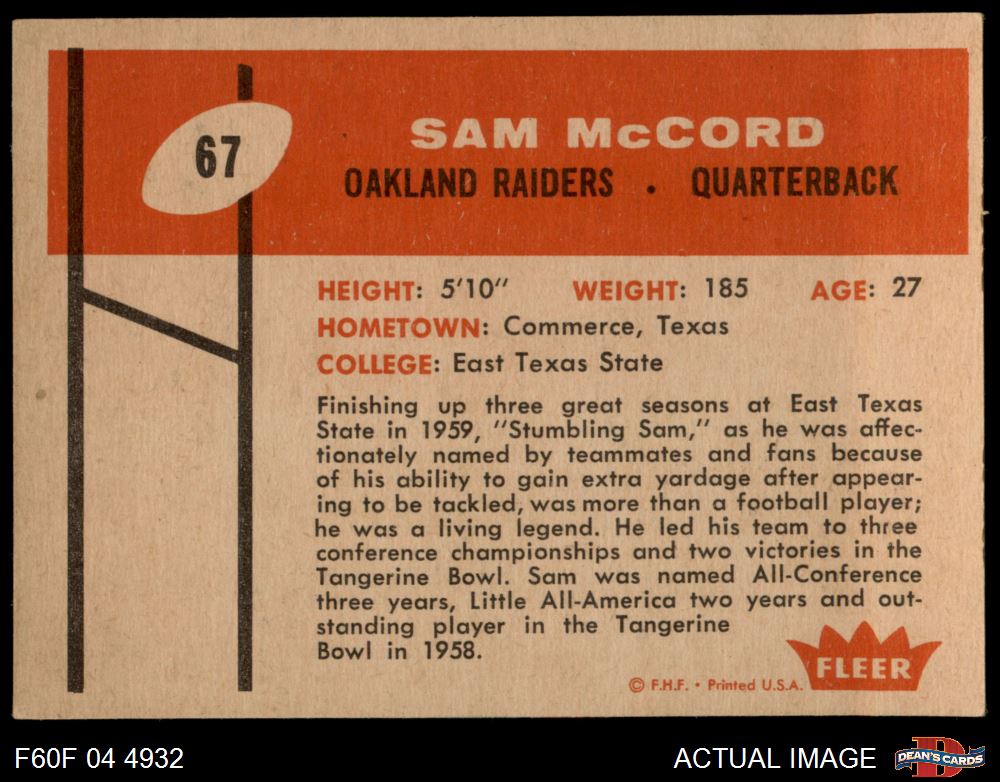 67
SAM McCORD
OAKLAND RAIDERS . QUARTERBACK
HEIGHT: 5'10" WEIGHT: 185 AGE: 27
HOMETOWN: Commerce, Texas
COLLEGE: East Texas State
Finishing up three great seasons at East Texas
State in 1959, "Stumbling Sam," as he was affec-
tionately named by teammates and fans because
of his ability to gain extra yardage after appear-
ing to be tackled, was more than a football player;
he was a living legend. He led his team to three
conference championships and two victories in the
Tangerine Bowl. Sam was named All-Conference
three years, Little All-America two years and out-
standing player in the Tangerine
Bowl in 1958.
FLEER
© F.H.F. • Printed U.S.A.
F60F 04 4932
ACTUAL IMAGE
D
DEAN'S CARDS